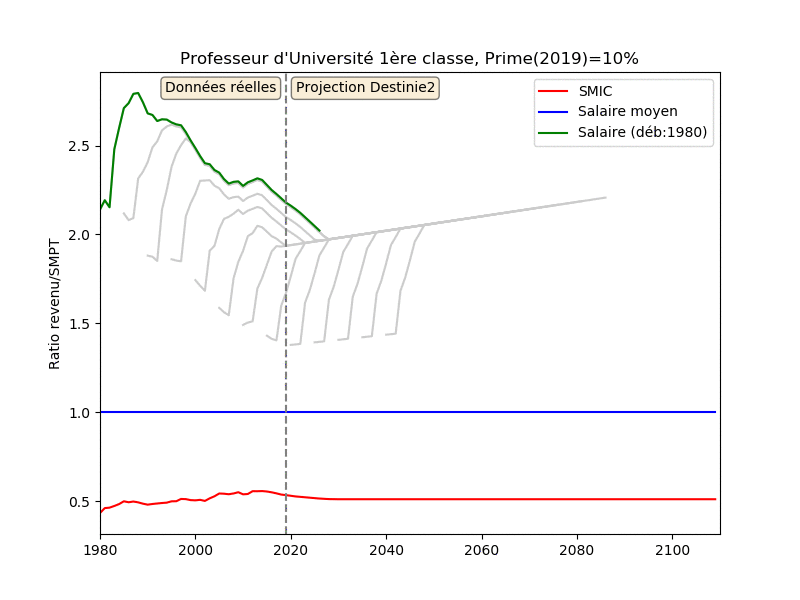 Professeur d'Université 1ère classe, Prime(2019)=10%
Données réelles
Projection Destinie2
SMIC
Salaire moyen
Salaire (déb:1980)
Ratio revenu/SMPT
2.5
2.0
1.5
1.0
0.5
1980 2000 2020 2040 2060 2080 2100